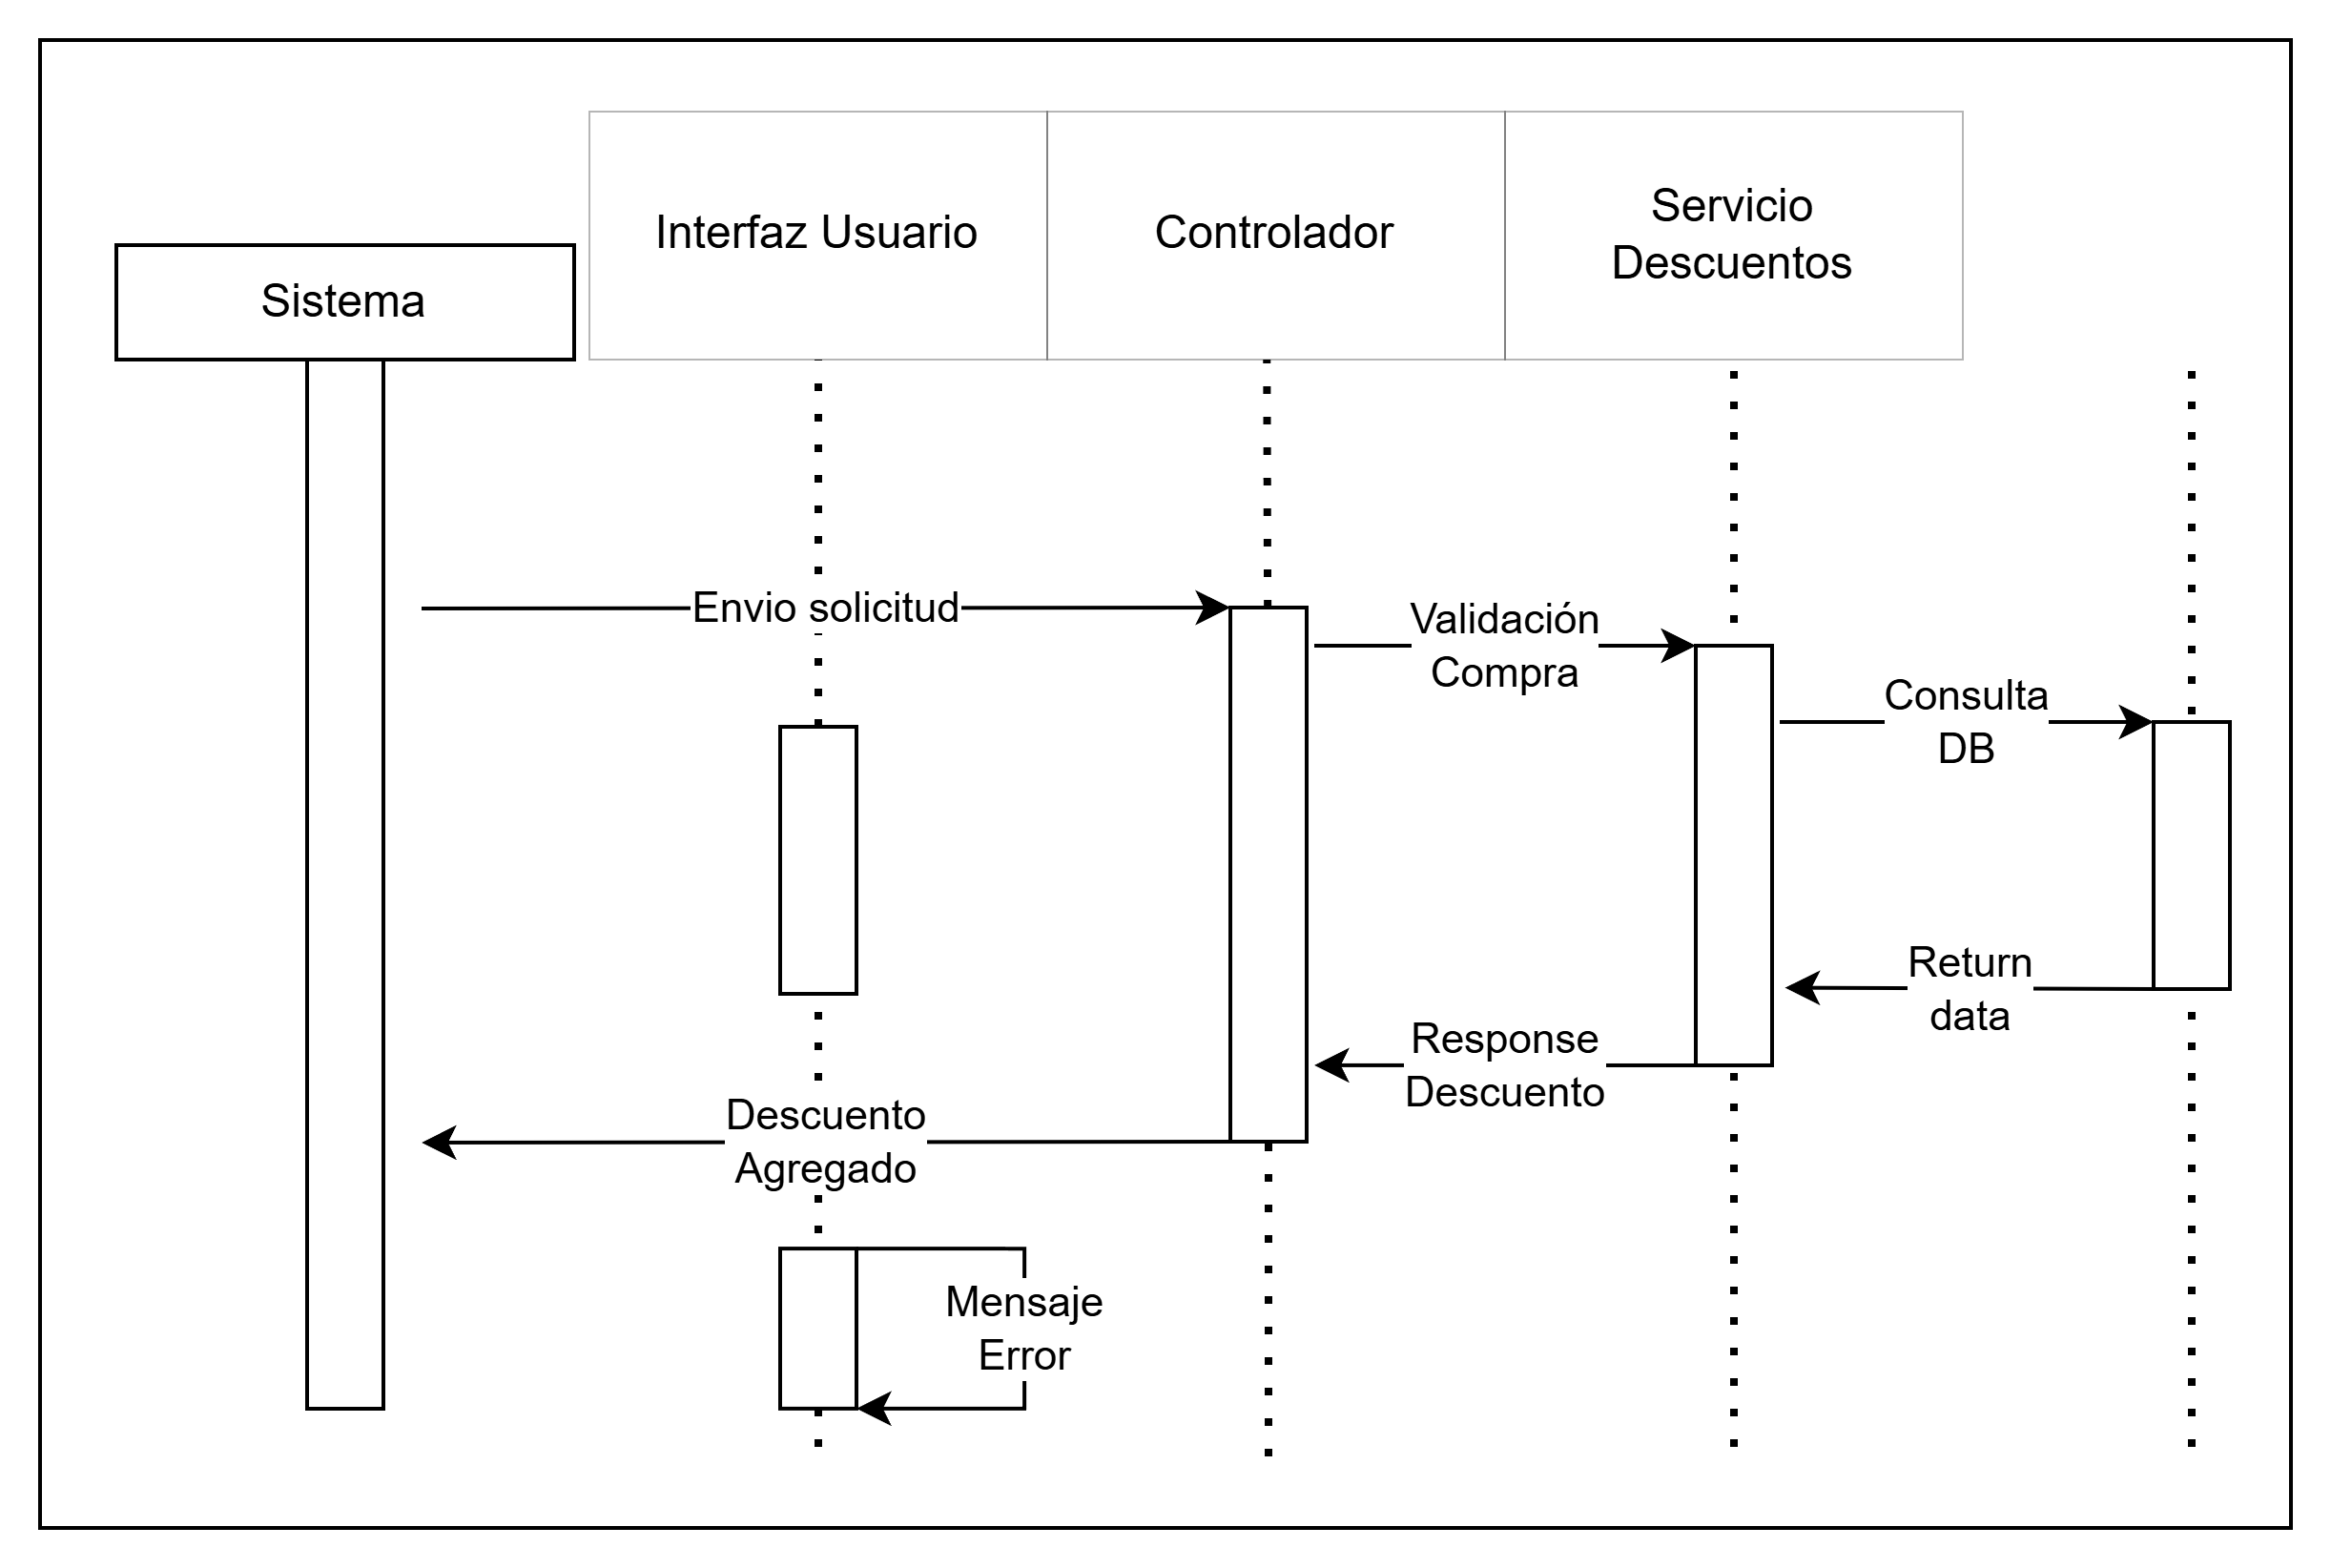 Sistema
Interfaz Usuario
Controlador
Servicio
Descuentos
Envio solicitud
Validación
Compra
Consulta
DB
Return
data
Response
Descuento
Descuento
Agregado
Mensaje
Error